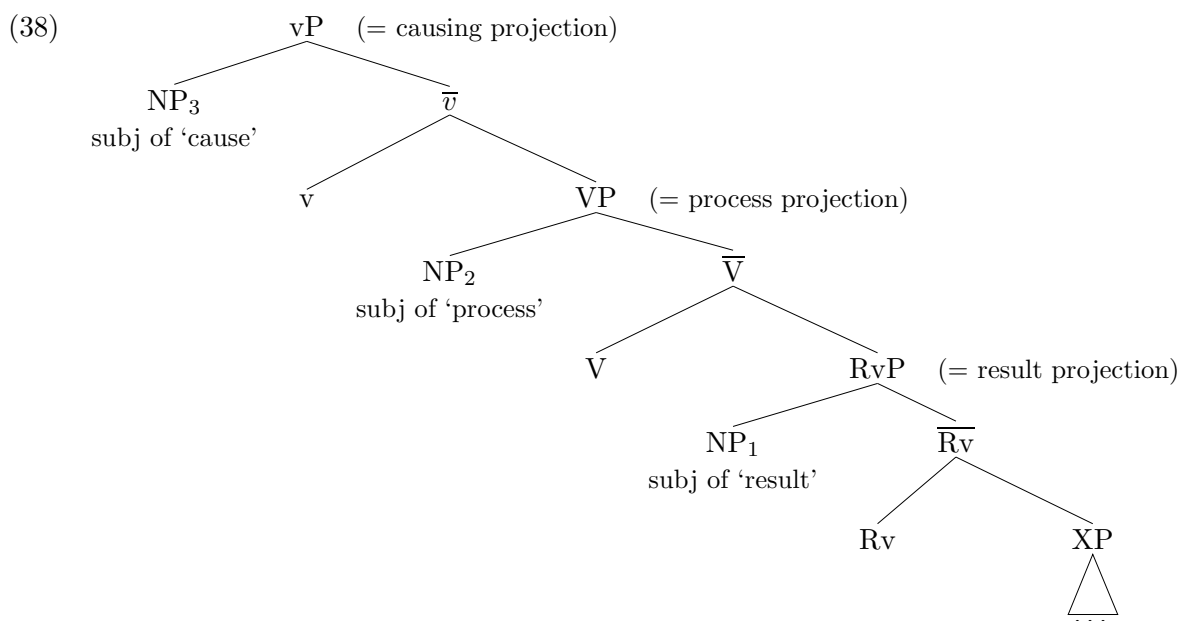 (38) vP (= causing projection)
NP₃ v̅
subj of ‘cause’
v VP (= process projection)
NP₂ V̅
subj of ‘process’
V RvP (= result projection)
NP₁ R̅v̅
subj of ‘result’
Rv XP
...